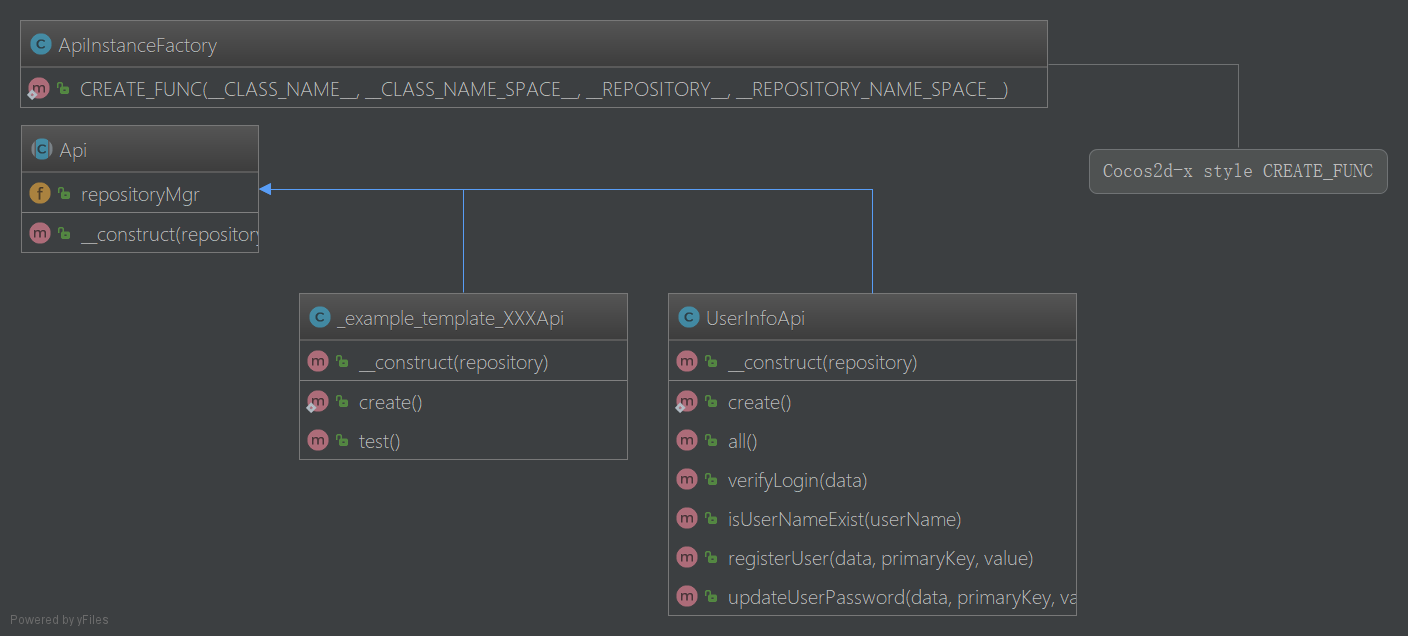 ApiInstanceFactory
CREATE_FUNC(__CLASS_NAME__, __CLASS_NAME_SPACE__, __REPOSITORY__, __REPOSITORY_NAME_SPACE__)
Api
repositoryMgr
__construct(repository
Cocos2d-x style CREATE_FUNC
_example_template_XXXApi
__construct(repository)
create()
test()
UserInfoApi
__construct(repository)
create()
all()
verifyLogin(data)
isUserNameExist(userName)
registerUser(data, primaryKey, value)
updateUserPassword(data, primaryKey, va
Powered by yFiles